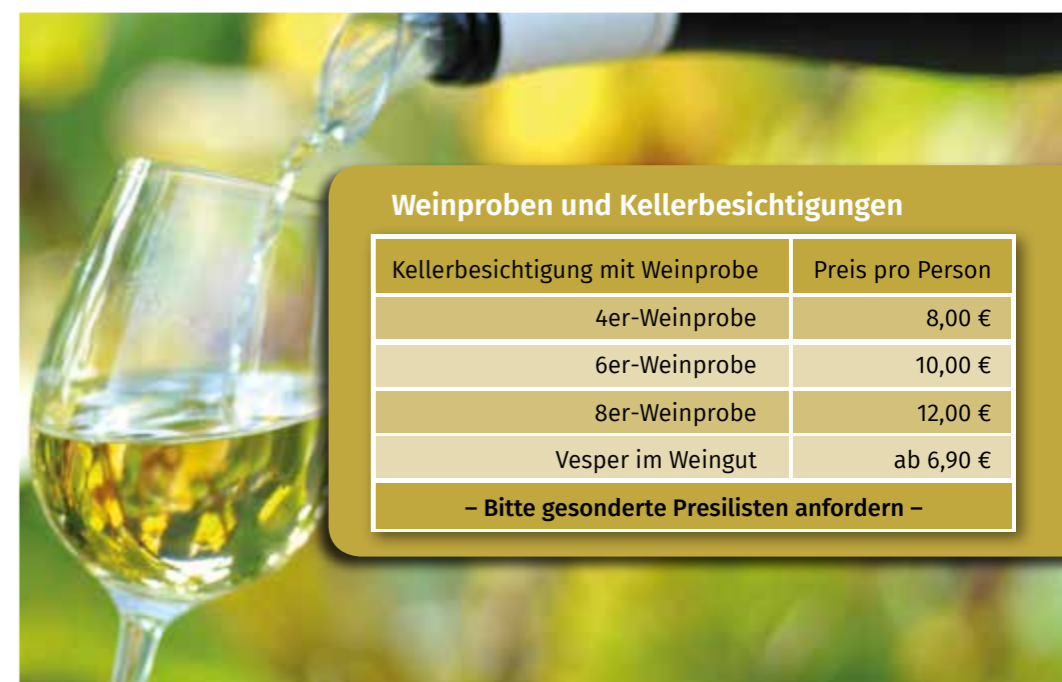 Weinproben und Kellerbesichtigungen
Kellerbesichtigung mit Weinprobe Preis pro Person
4er-Weinprobe 8,00 €
6er-Weinprobe 10,00 €
8er-Weinprobe 12,00 €
Vesper im Weingut ab 6,90 €
– Bitte gesonderte Presilisten anfordern –